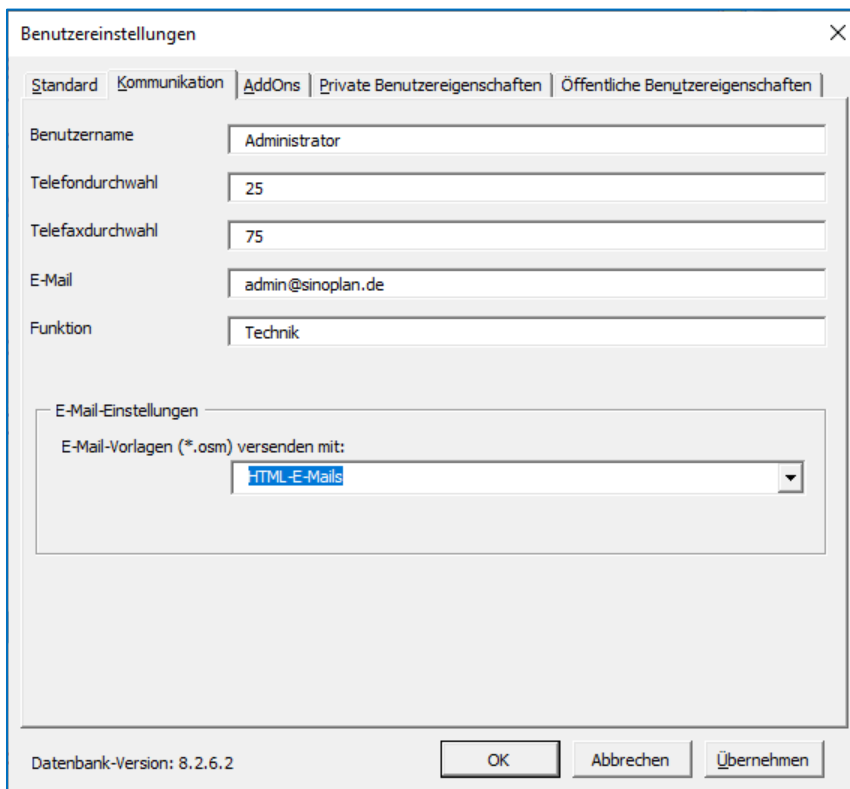 Benutzereinstellungen
Standard Kommunikation AddOns Private Benutzereigenschaften Öffentliche Benutzereigenschaften
Benutzername Administrator
Telefondurchwahl 25
Telefaxdurchwahl 75
E-Mail admin@sinoplan.de
Funktion Technik
E-Mail-Einstellungen
E-Mail-Vorlagen (*.osm) versenden mit:
HTML-E-Mails
Datenbank-Version: 8.2.6.2 OK Abbrechen Übernehmen